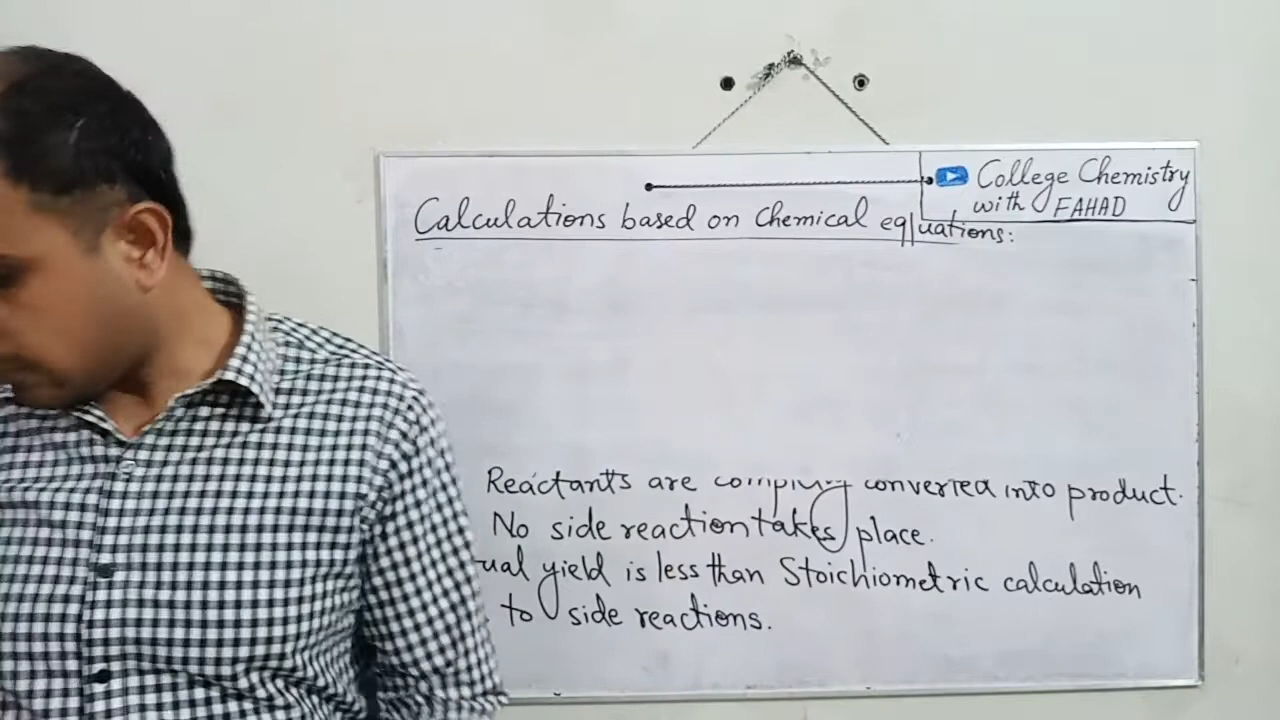 College Chemistry
with FAHAD
Calculations based on Chemical equations:
Reactants are converted into product.
No side reaction takes place.
ual yield is less than Stoichiometric calculation
to side reactions.